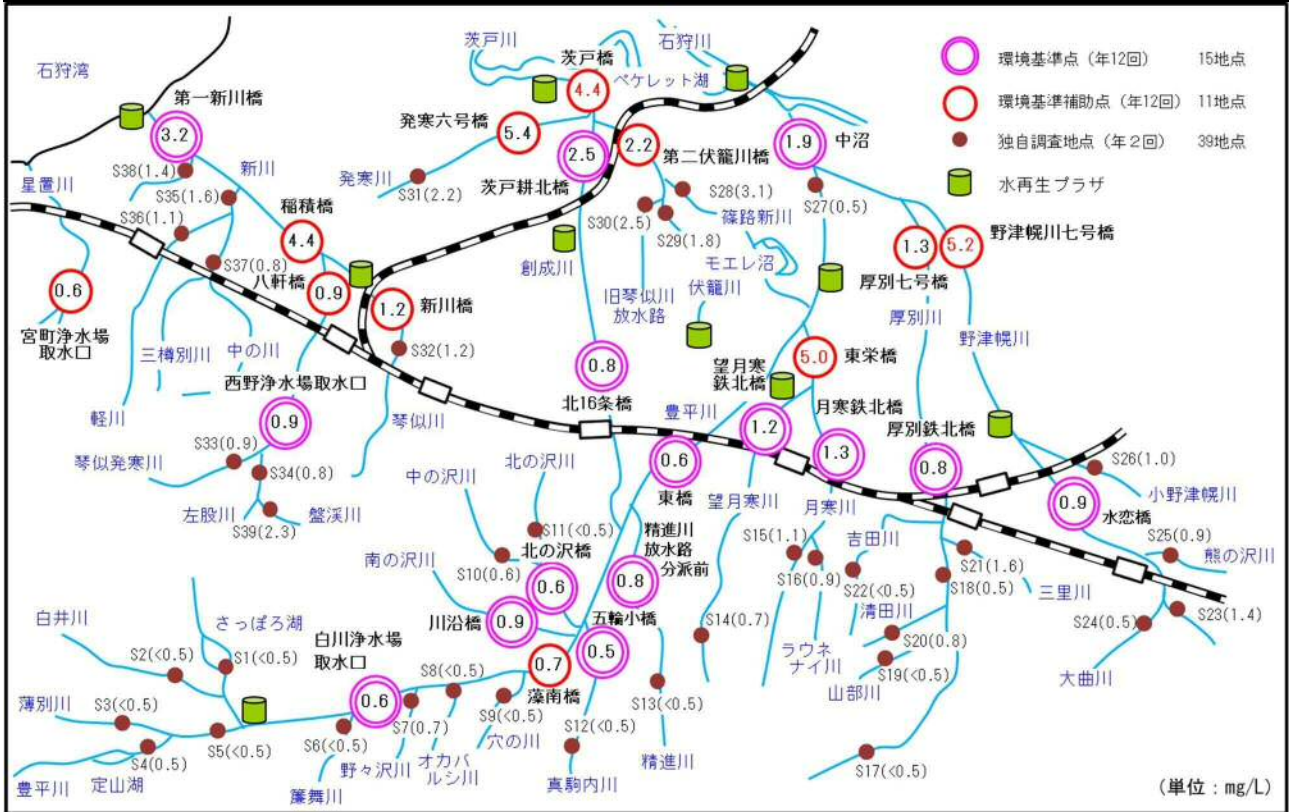 環境基準点（年12回） 15地点
環境基準補助点（年12回） 11地点
独自調査地点（年２回） 39地点
水再生プラザ
石狩湾
第一新川橋
3.2
S38(1.4)
星置川
S35(1.6)
新川
S36(1.1)
稲積橋
4.4
S37(0.8)
八軒橋
0.9
0.6
宮町浄水場
取水口
新川橋
1.2
S32(1.2)
三樽別川
中の川
軽川
西野浄水場取水口
0.9
琴似川
S33(0.9)
琴似発寒川
S34(0.8)
左股川
盤渓川
S39(2.3)
茨戸川
茨戸橋
4.4
石狩川
ペケレット湖
発寒六号橋
5.4
発寒川
S31(2.2)
2.5
茨戸耕北橋
2.2
第二伏籠川橋
S28(3.1)
S30(2.5)
篠路新川
S29(1.8)
創成川
モエレ沼
旧琴似川
放水路
伏籠川
1.9
中沼
S27(0.5)
1.3
厚別七号橋
5.2
野津幌川七号橋
厚別川
野津幌川
0.8
北16条橋
望月寒
鉄北橋
5.0
東栄橋
豊平川
1.2
月寒鉄北橋
1.3
厚別鉄北橋
0.8
0.6
東橋
望月寒川
月寒川
S26(1.0)
小野津幌川
0.9
水恋橋
S25(0.9)
熊の沢川
S23(1.4)
S24(0.5)
大曲川
北の沢川
中の沢川
S11(<0.5)
北の沢橋
S10(0.6)
0.6
南の沢川
川沿橋
0.9
精進川
放水路
分派前
0.8
五輪小橋
0.5
0.7
藻南橋
S15(1.1)
S16(0.9)
吉田川
S22(<0.5)
清田川
S21(1.6)
S18(0.5)
三里川
S14(0.7)
ラウネ
ナイ川
S20(0.8)
S19(<0.5)
山部川
S17(<0.5)
白井川
さっぽろ湖
S2(<0.5)
S1(<0.5)
白川浄水場
取水口
0.6
薄別川
S3(<0.5)
S4(0.5)
S5(<0.5)
S6(<0.5)
S7(0.7)
S8(<0.5)
S9(<0.5)
S12(<0.5)
S13(<0.5)
豊平川
定山湖
簾舞川
野々沢川
オカバ
ルシ川
穴の川
真駒内川
精進川
(単位：mg/L)